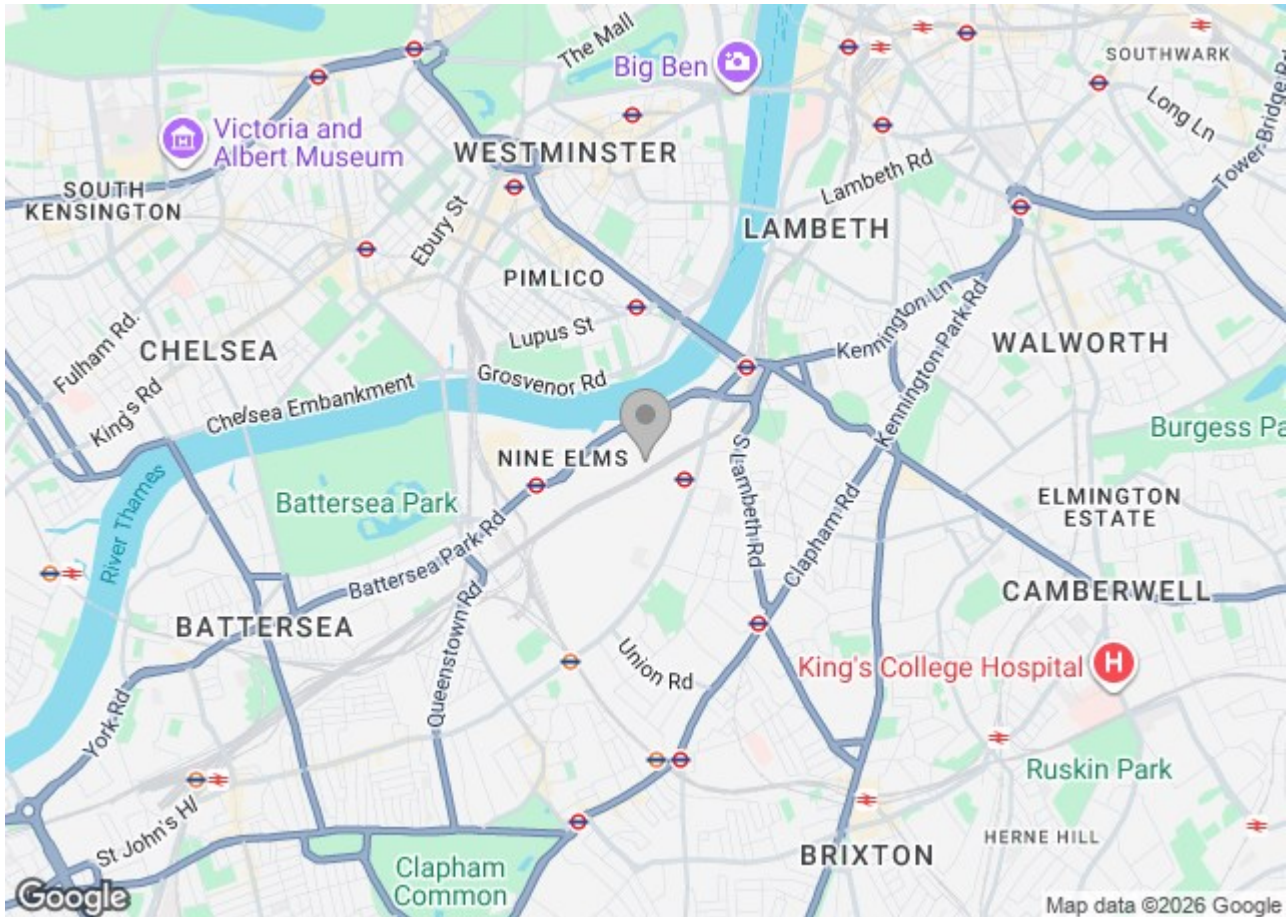 The Mall
Big Ben
SOUTHWARK
Long Ln
Tower Bridge
Victoria and
Albert Museum
WESTMINSTER
Lambeth Rd
SOUTH
KENSINGTON
Ebury St
LAMBETH
PIMLICO
Lupus St
Kennington Ln
Kennington Park Rd
WALWORTH
Fulham Rd.
CHELSEA
King's Rd
Chelsea Embankment
Grosvenor Rd
Burgess
NINE ELMS
S Lambeth Rd
Battersea Park
Clapham Rd
ELMINGTON
ESTATE
River Thames
Battersea Park Rd
CAMBERWELL
BATTERSEA
Queenstown Rd
Union Rd
King's College Hospital
H
York Rd
Ruskin Park
St John's
HERNE HILL
BRIXTON
Clapham
Common
Google
Map data ©2026 Google